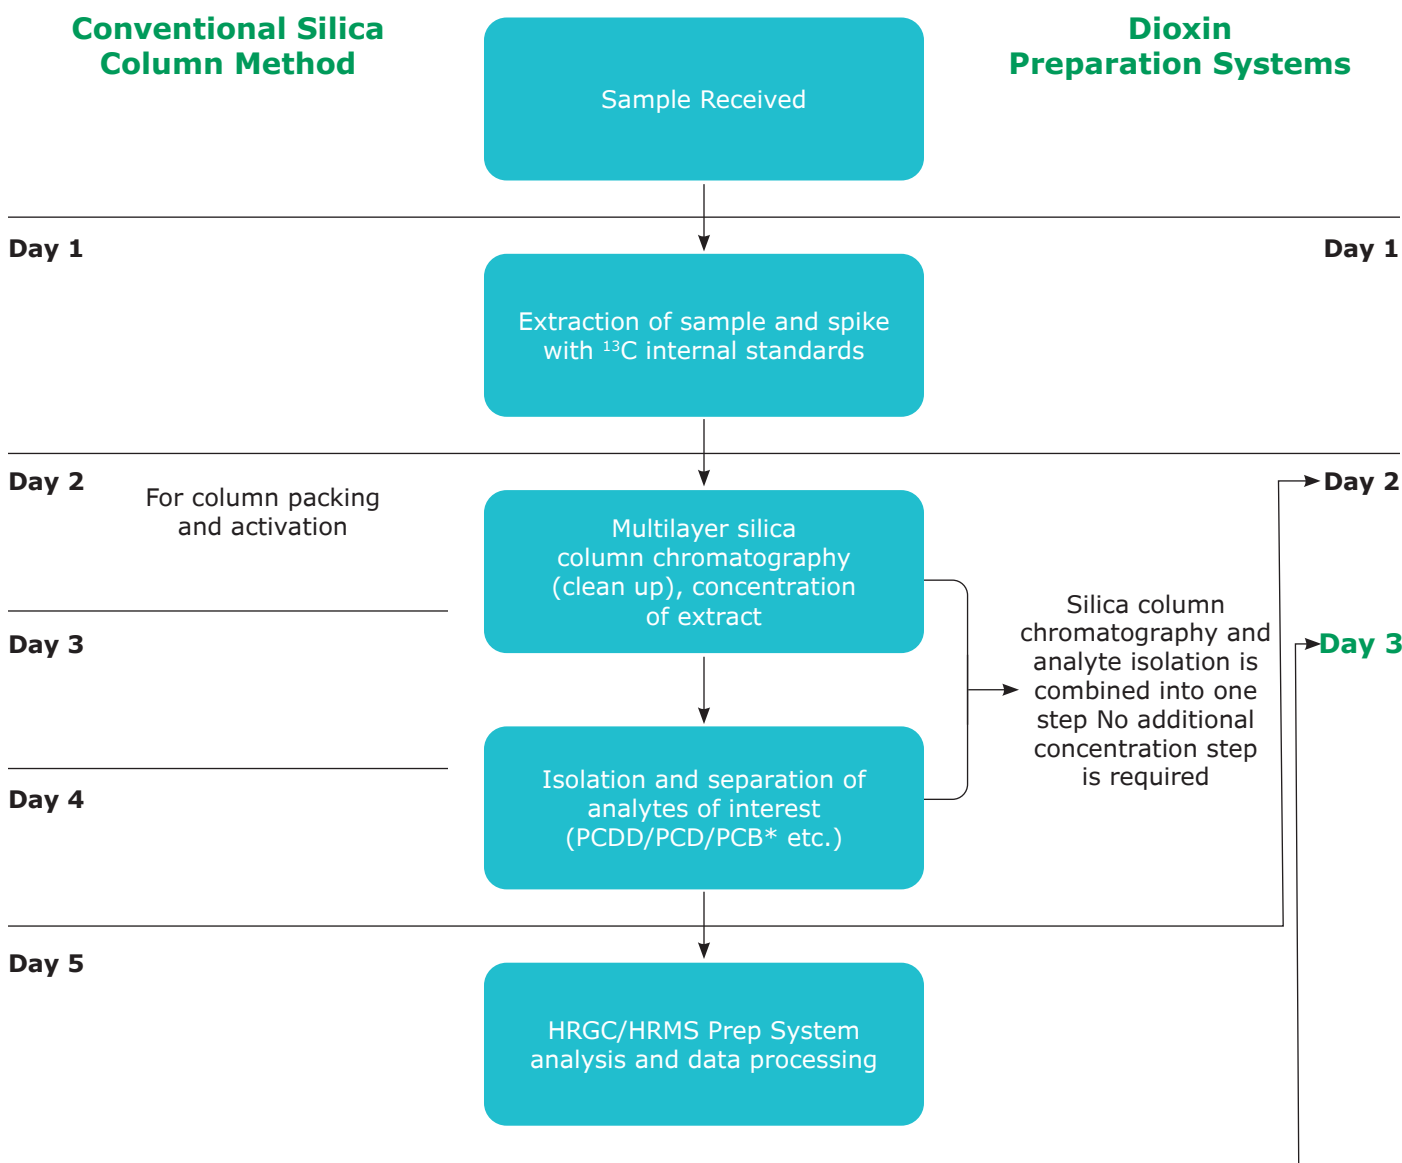 Conventional Silica
Column Method
Dioxin
Preparation Systems
Sample Received
Day 1
Day 1
Extraction of sample and spike
with ¹³C internal standards
Day 2
For column packing
and activation
Day 2
Multilayer silica
column chromatography
(clean up), concentration
of extract
Silica column
chromatography and
analyte isolation is
combined into one
step No additional
concentration step
is required
Day 3
Day 3
Isolation and separation of
analytes of interest
(PCDD/PCD/PCB* etc.)
Day 4
Day 5
HRGC/HRMS Prep System
analysis and data processing